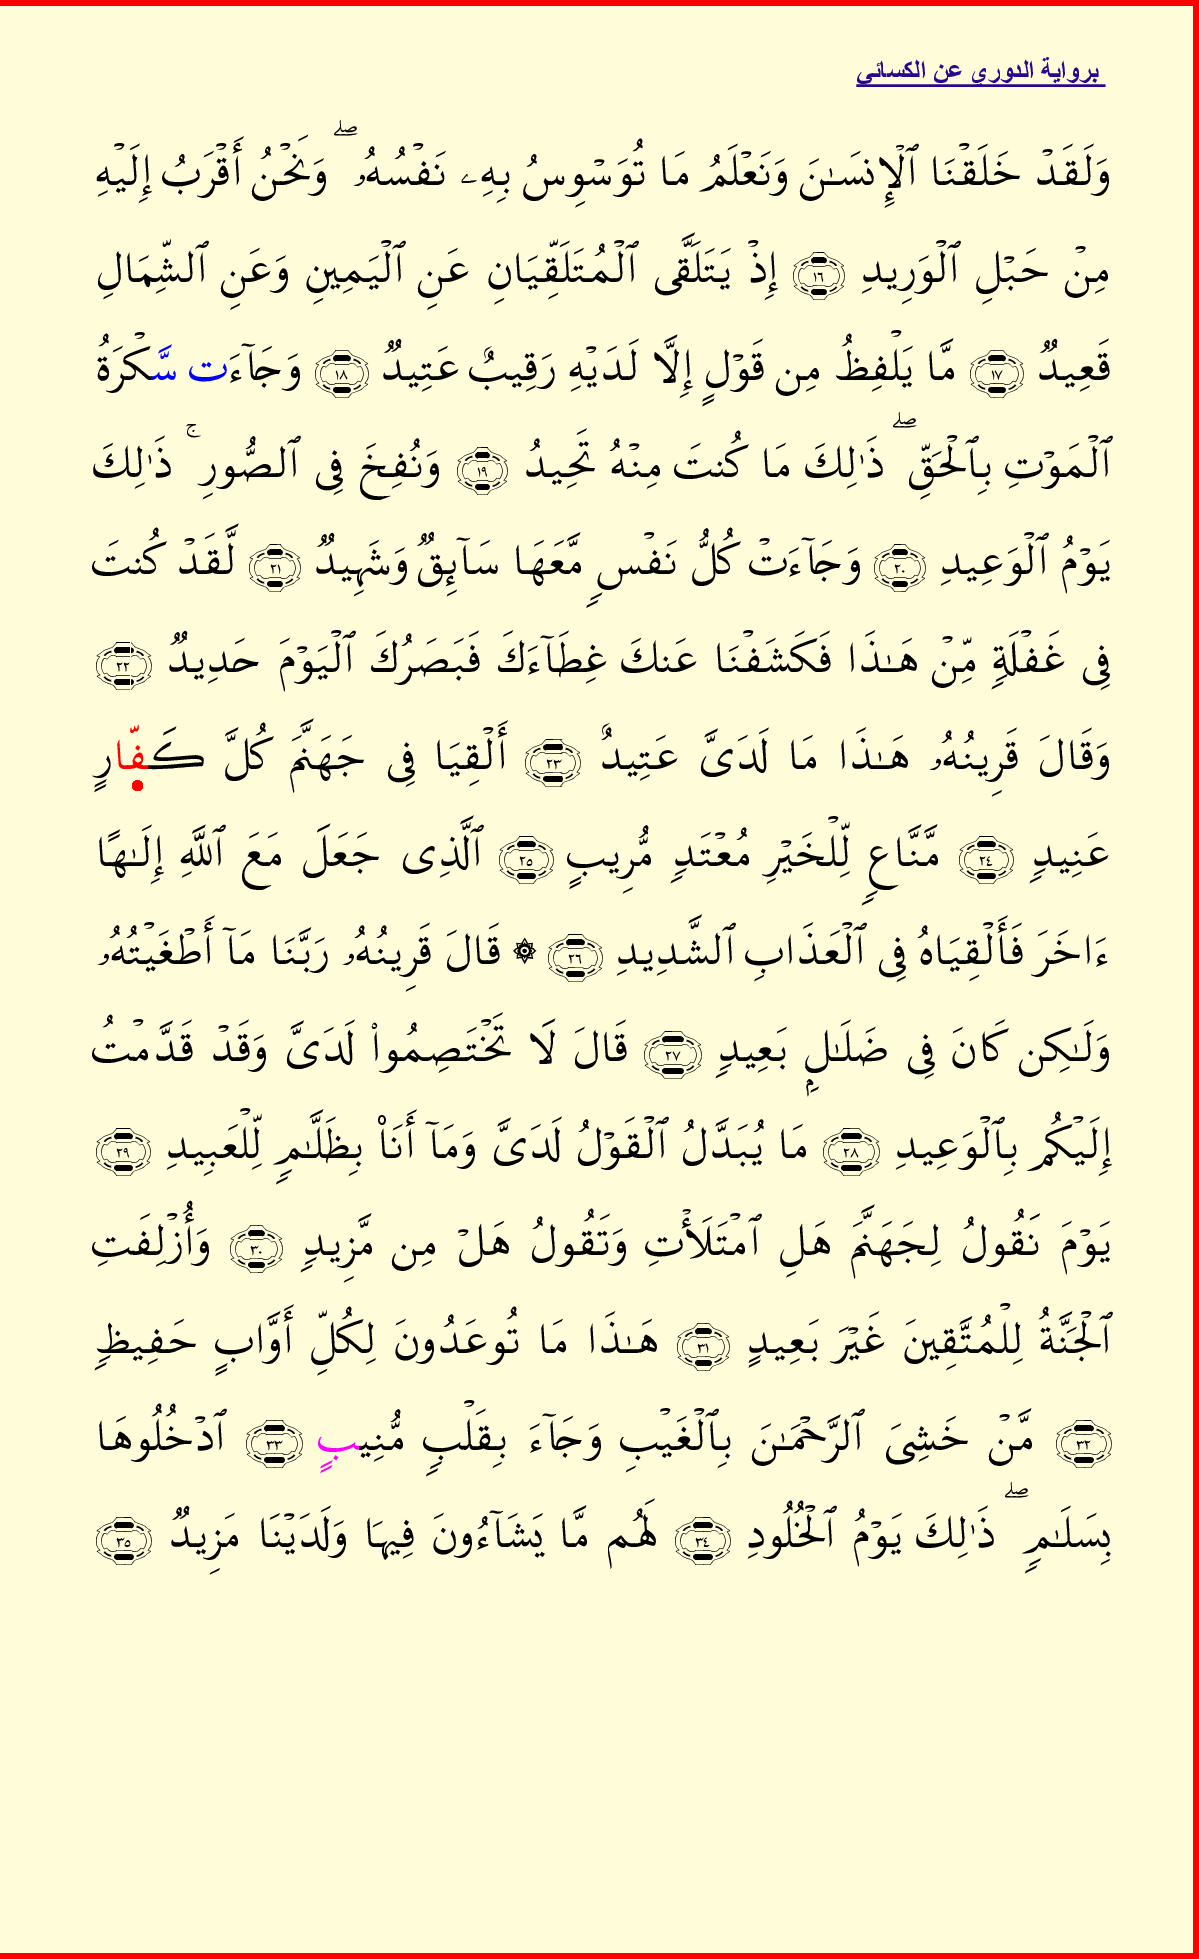 برواية الدوري عن الكسائي
وَلَقَدْ خَلَقْنَا ٱلْإِنسَـٰنَ وَنَعْلَمُ مَا تُوَسْوِسُ بِهِۦ نَفْسُهُۥ ۖ وَنَحْنُ أَقْرَبُ إِلَيْهِ
مِنْ حَبْلِ ٱلْوَرِيدِ ١٦ إِذْ يَتَلَقَّى ٱلْمُتَلَقِّيَانِ عَنِ ٱلْيَمِينِ وَعَنِ ٱلشِّمَالِ
قَعِيدٌ ١٧ مَّا يَلْفِظُ مِن قَوْلٍ إِلَّا لَدَيْهِ رَقِيبٌ عَتِيدٌ ١٨ وَجَآءَت سَّكْرَةُ
ٱلْمَوْتِ بِٱلْحَقِّ ۖ ذَٰلِكَ مَا كُنتَ مِنْهُ تَحِيدُ ١٩ وَنُفِخَ فِى ٱلصُّورِ ۚ ذَٰلِكَ
يَوْمُ ٱلْوَعِيدِ ٢٠ وَجَآءَتْ كُلُّ نَفْسٍ مَّعَهَا سَآئِقٌ وَشَهِيدٌ ٢١ لَّقَدْ كُنتَ
فِى غَفْلَةٍ مِّنْ هَـٰذَا فَكَشَفْنَا عَنكَ غِطَآءَكَ فَبَصَرُكَ ٱلْيَوْمَ حَدِيدٌ ٢٢
وَقَالَ قَرِينُهُۥ هَـٰذَا مَا لَدَىَّ عَتِيدٌ ٢٣ أَلْقِيَا فِى جَهَنَّمَ كُلَّ كَفِّارٍ
عَنِيدٍ ٢٤ مَّنَّاعٍ لِّلْخَيْرِ مُعْتَدٍ مُّرِيبٍ ٢٥ ٱلَّذِى جَعَلَ مَعَ ٱللَّهِ إِلَـٰهًا
ءَاخَرَ فَأَلْقِيَاهُ فِى ٱلْعَذَابِ ٱلشَّدِيدِ ٢٦ ۞ قَالَ قَرِينُهُۥ رَبَّنَا مَآ أَطْغَيْتُهُۥ
وَلَـٰكِن كَانَ فِى ضَلَـٰلٍۭ بَعِيدٍ ٢٧ قَالَ لَا تَخْتَصِمُوا۟ لَدَىَّ وَقَدْ قَدَّمْتُ
إِلَيْكُم بِٱلْوَعِيدِ ٢٨ مَا يُبَدَّلُ ٱلْقَوْلُ لَدَىَّ وَمَآ أَنَا۠ بِظَلَّـٰمٍ لِّلْعَبِيدِ ٢٩
يَوْمَ نَقُولُ لِجَهَنَّمَ هَلِ ٱمْتَلَأْتِ وَتَقُولُ هَلْ مِن مَّزِيدٍ ٣٠ وَأُزْلِفَتِ
ٱلْجَنَّةُ لِلْمُتَّقِينَ غَيْرَ بَعِيدٍ ٣١ هَـٰذَا مَا تُوعَدُونَ لِكُلِّ أَوَّابٍ حَفِيظٍ
٣٢ مَّنْ خَشِىَ ٱلرَّحْمَـٰنَ بِٱلْغَيْبِ وَجَآءَ بِقَلْبٍ مُّنِيبٍ ٣٣ ٱدْخُلُوهَا
بِسَلَـٰمٍ ۖ ذَٰلِكَ يَوْمُ ٱلْخُلُودِ ٣٤ لَهُم مَّا يَشَآءُونَ فِيهَا وَلَدَيْنَا مَزِيدٌ ٣٥